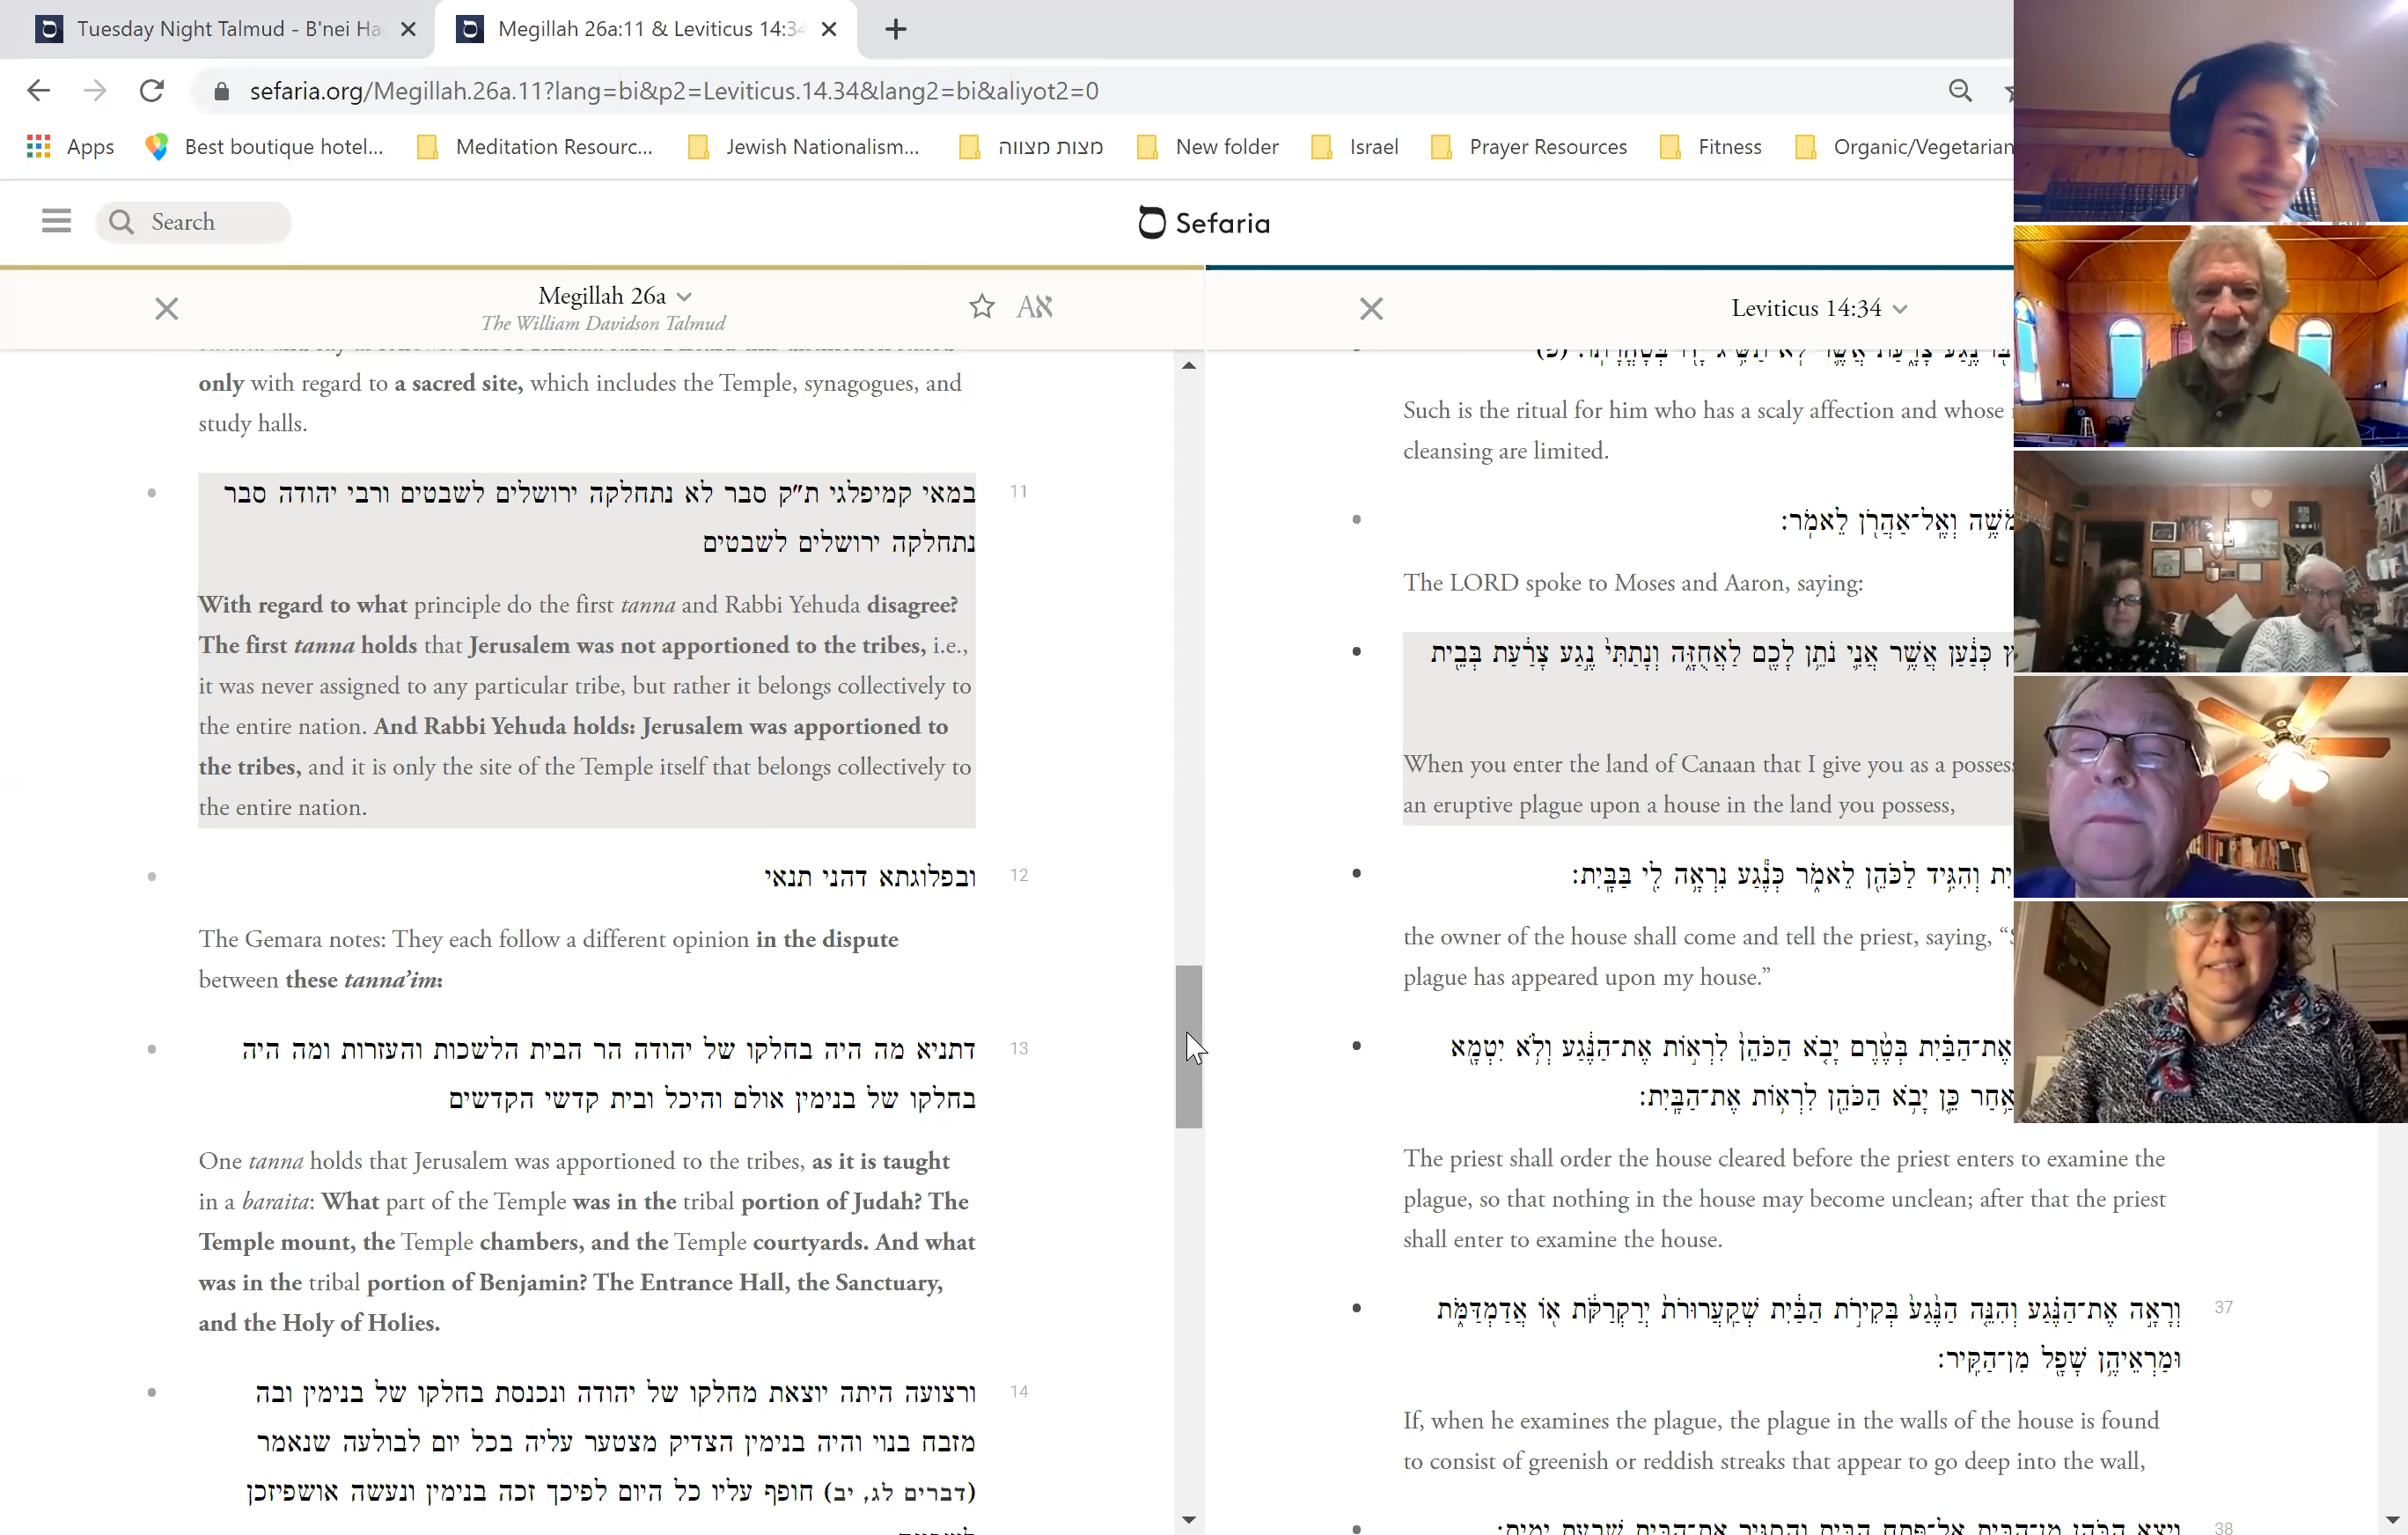 Tuesday Night Talmud - B'nei Ha
Megillah 26a:11 & Leviticus 14:34
sefaria.org/Megillah.26a.11?lang=bi&p2=Leviticus.14.34&lang2=bi&aliyot2=0
Apps
Best boutique hotel...
Meditation Resourc...
Jewish Nationalism...
מצות מצווה
New folder
Israel
Prayer Resources
Fitness
Organic/Vegetarian
Search
Sefaria
Megillah 26a
The William Davidson Talmud
only with regard to a sacred site, which includes the Temple, synagogues, and
study halls.
במאי קמיפלגי ת״ק סבר לא נתחלקה ירושלים לשבטים ורבי יהודה סבר
11
נתחלקה ירושלים לשבטים
With regard to what principle do the first tanna and Rabbi Yehuda disagree?
The first tanna holds that Jerusalem was not apportioned to the tribes, i.e.,
it was never assigned to any particular tribe, but rather it belongs collectively to
the entire nation. And Rabbi Yehuda holds: Jerusalem was apportioned to
the tribes, and it is only the site of the Temple itself that belongs collectively to
the entire nation.
ובפלוגתא דהני תנאי
12
The Gemara notes: They each follow a different opinion in the dispute
between these tanna'im:
דתניא מה היה בחלקו של יהודה הר הבית הלשכות והעזרות ומה היה
13
בחלקו של בנימין אולם והיכל ובית קדשי הקדשים
One tanna holds that Jerusalem was apportioned to the tribes, as it is taught
in a baraita: What part of the Temple was in the tribal portion of Judah? The
Temple mount, the Temple chambers, and the Temple courtyards. And what
was in the tribal portion of Benjamin? The Entrance Hall, the Sanctuary,
and the Holy of Holies.
ורצועה היתה יוצאת מחלקו של יהודה ונכנסת בחלקו של בנימין ובה
14
מזבח בנוי והיה בנימין הצדיק מצטער עליה בכל יום לבולעה שנאמר
(דברים לג, יב) חופף עליו כל היום לפיכך זכה בנימין ונעשה אושפיזכן
Leviticus 14:34
Such is the ritual for him who has a scaly affection and whose
cleansing are limited.
מֹשֶׁה וְאֶֽל־אַהֲרֹן לֵאמֹֽר׃
The LORD spoke to Moses and Aaron, saying:
כְּנַעַן אֲשֶׁר אֲנִי נֹתֵן לָכֶם לַאֲחֻזָּה וְנָתַתִּי נֶגַע צָרַעַת בְּבֵית
When you enter the land of Canaan that I give you as a possess
an eruptive plague upon a house in the land you possess,
וְהִגִּיד לַכֹּהֵן לֵאמֹר כְּנֶגַע נִרְאָה לִי בַּבָּֽיִת׃
the owner of the house shall come and tell the priest, saying, “
plague has appeared upon my house.”
אֶת־הַבַּיִת בְּטֶרֶם יָבֹא הַכֹּהֵן לִרְאוֹת אֶת־הַנֶּגַע וְלֹא יִטְמָא
כֵּן יָבֹא הַכֹּהֵן לִרְאוֹת אֶת־הַבָּֽיִת׃
The priest shall order the house cleared before the priest enters to examine the
plague, so that nothing in the house may become unclean; after that the priest
shall enter to examine the house.
וְרָאָה אֶת־הַנֶּגַע וְהִנֵּה הַנֶּגַע בְּקִירֹת הַבַּיִת שְׁקַֽעֲרוּרֹת יְרַקְרַקֹּת אוֹ אֲדַמְדַּמֹּת
37
וּמַרְאֵיהֶן שָׁפָל מִן־הַקִּֽיר׃
If, when he examines the plague, the plague in the walls of the house is found
to consist of greenish or reddish streaks that appear to go deep into the wall,
38